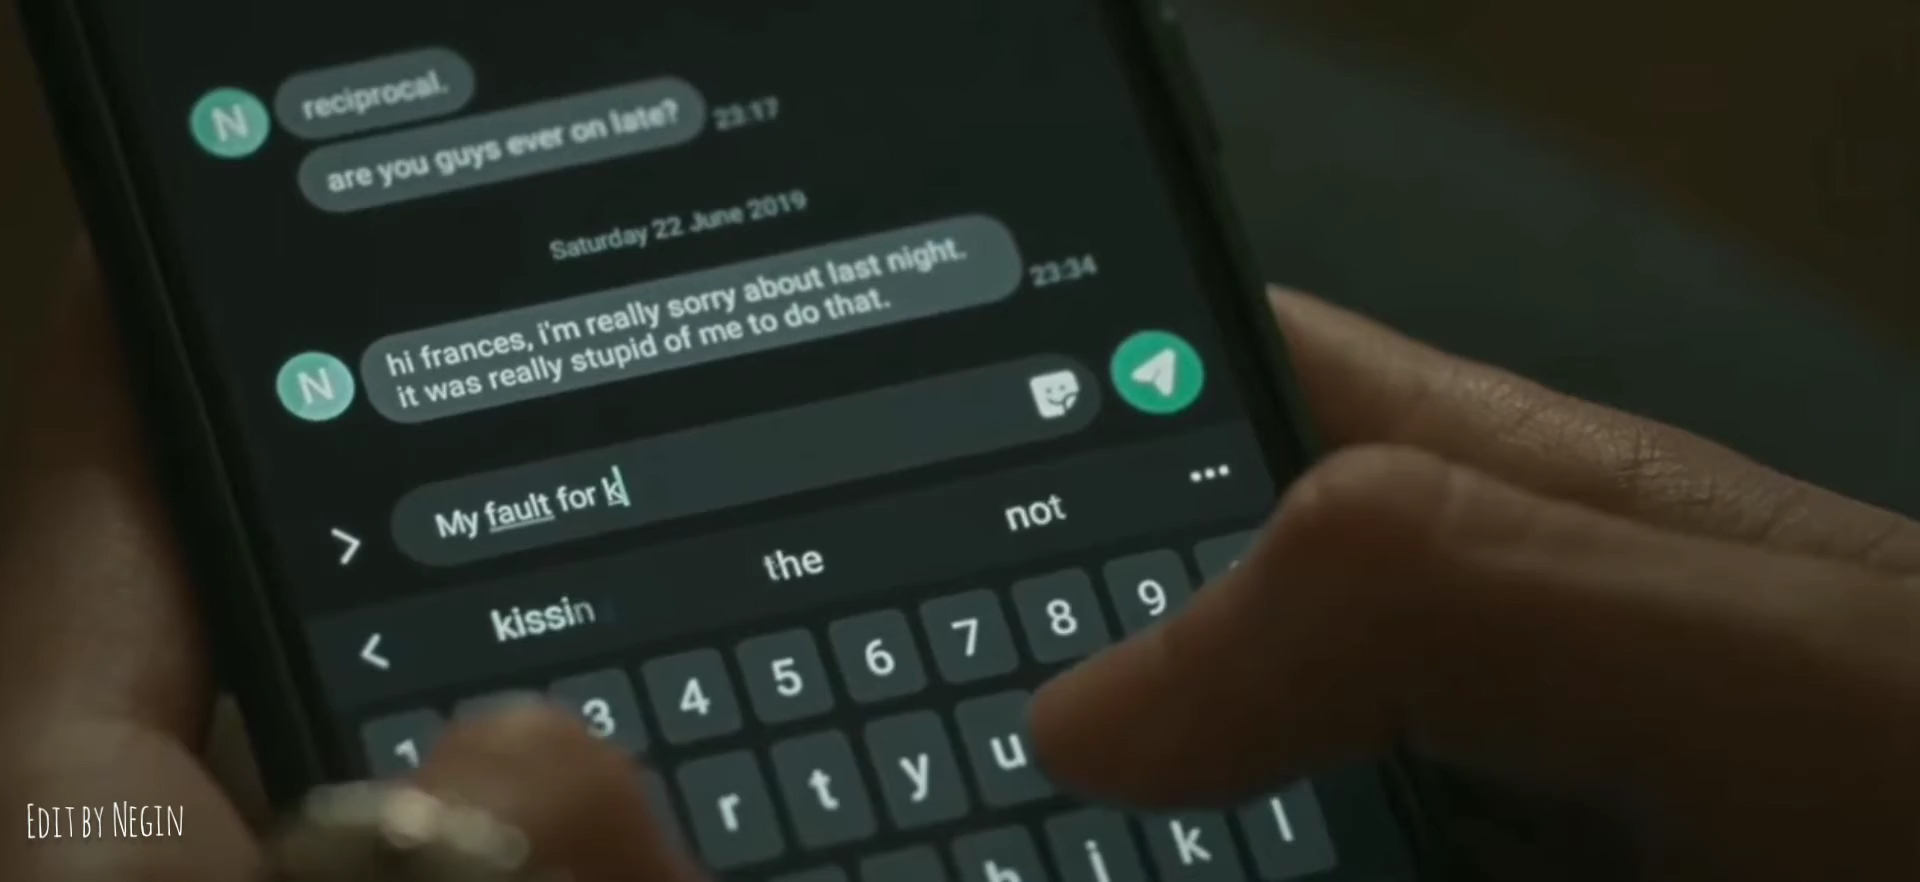 N
reciprocal.
are you guys ever on late?
23:17
Saturday 22 June 2019
N
hi frances, i'm really sorry about last night.
it was really stupid of me to do that.
23:34
My fault for k
kissin
the
not
1 3 4 5 6 7 8 9
r t y u
h j k l
EDIT BY NEGIN